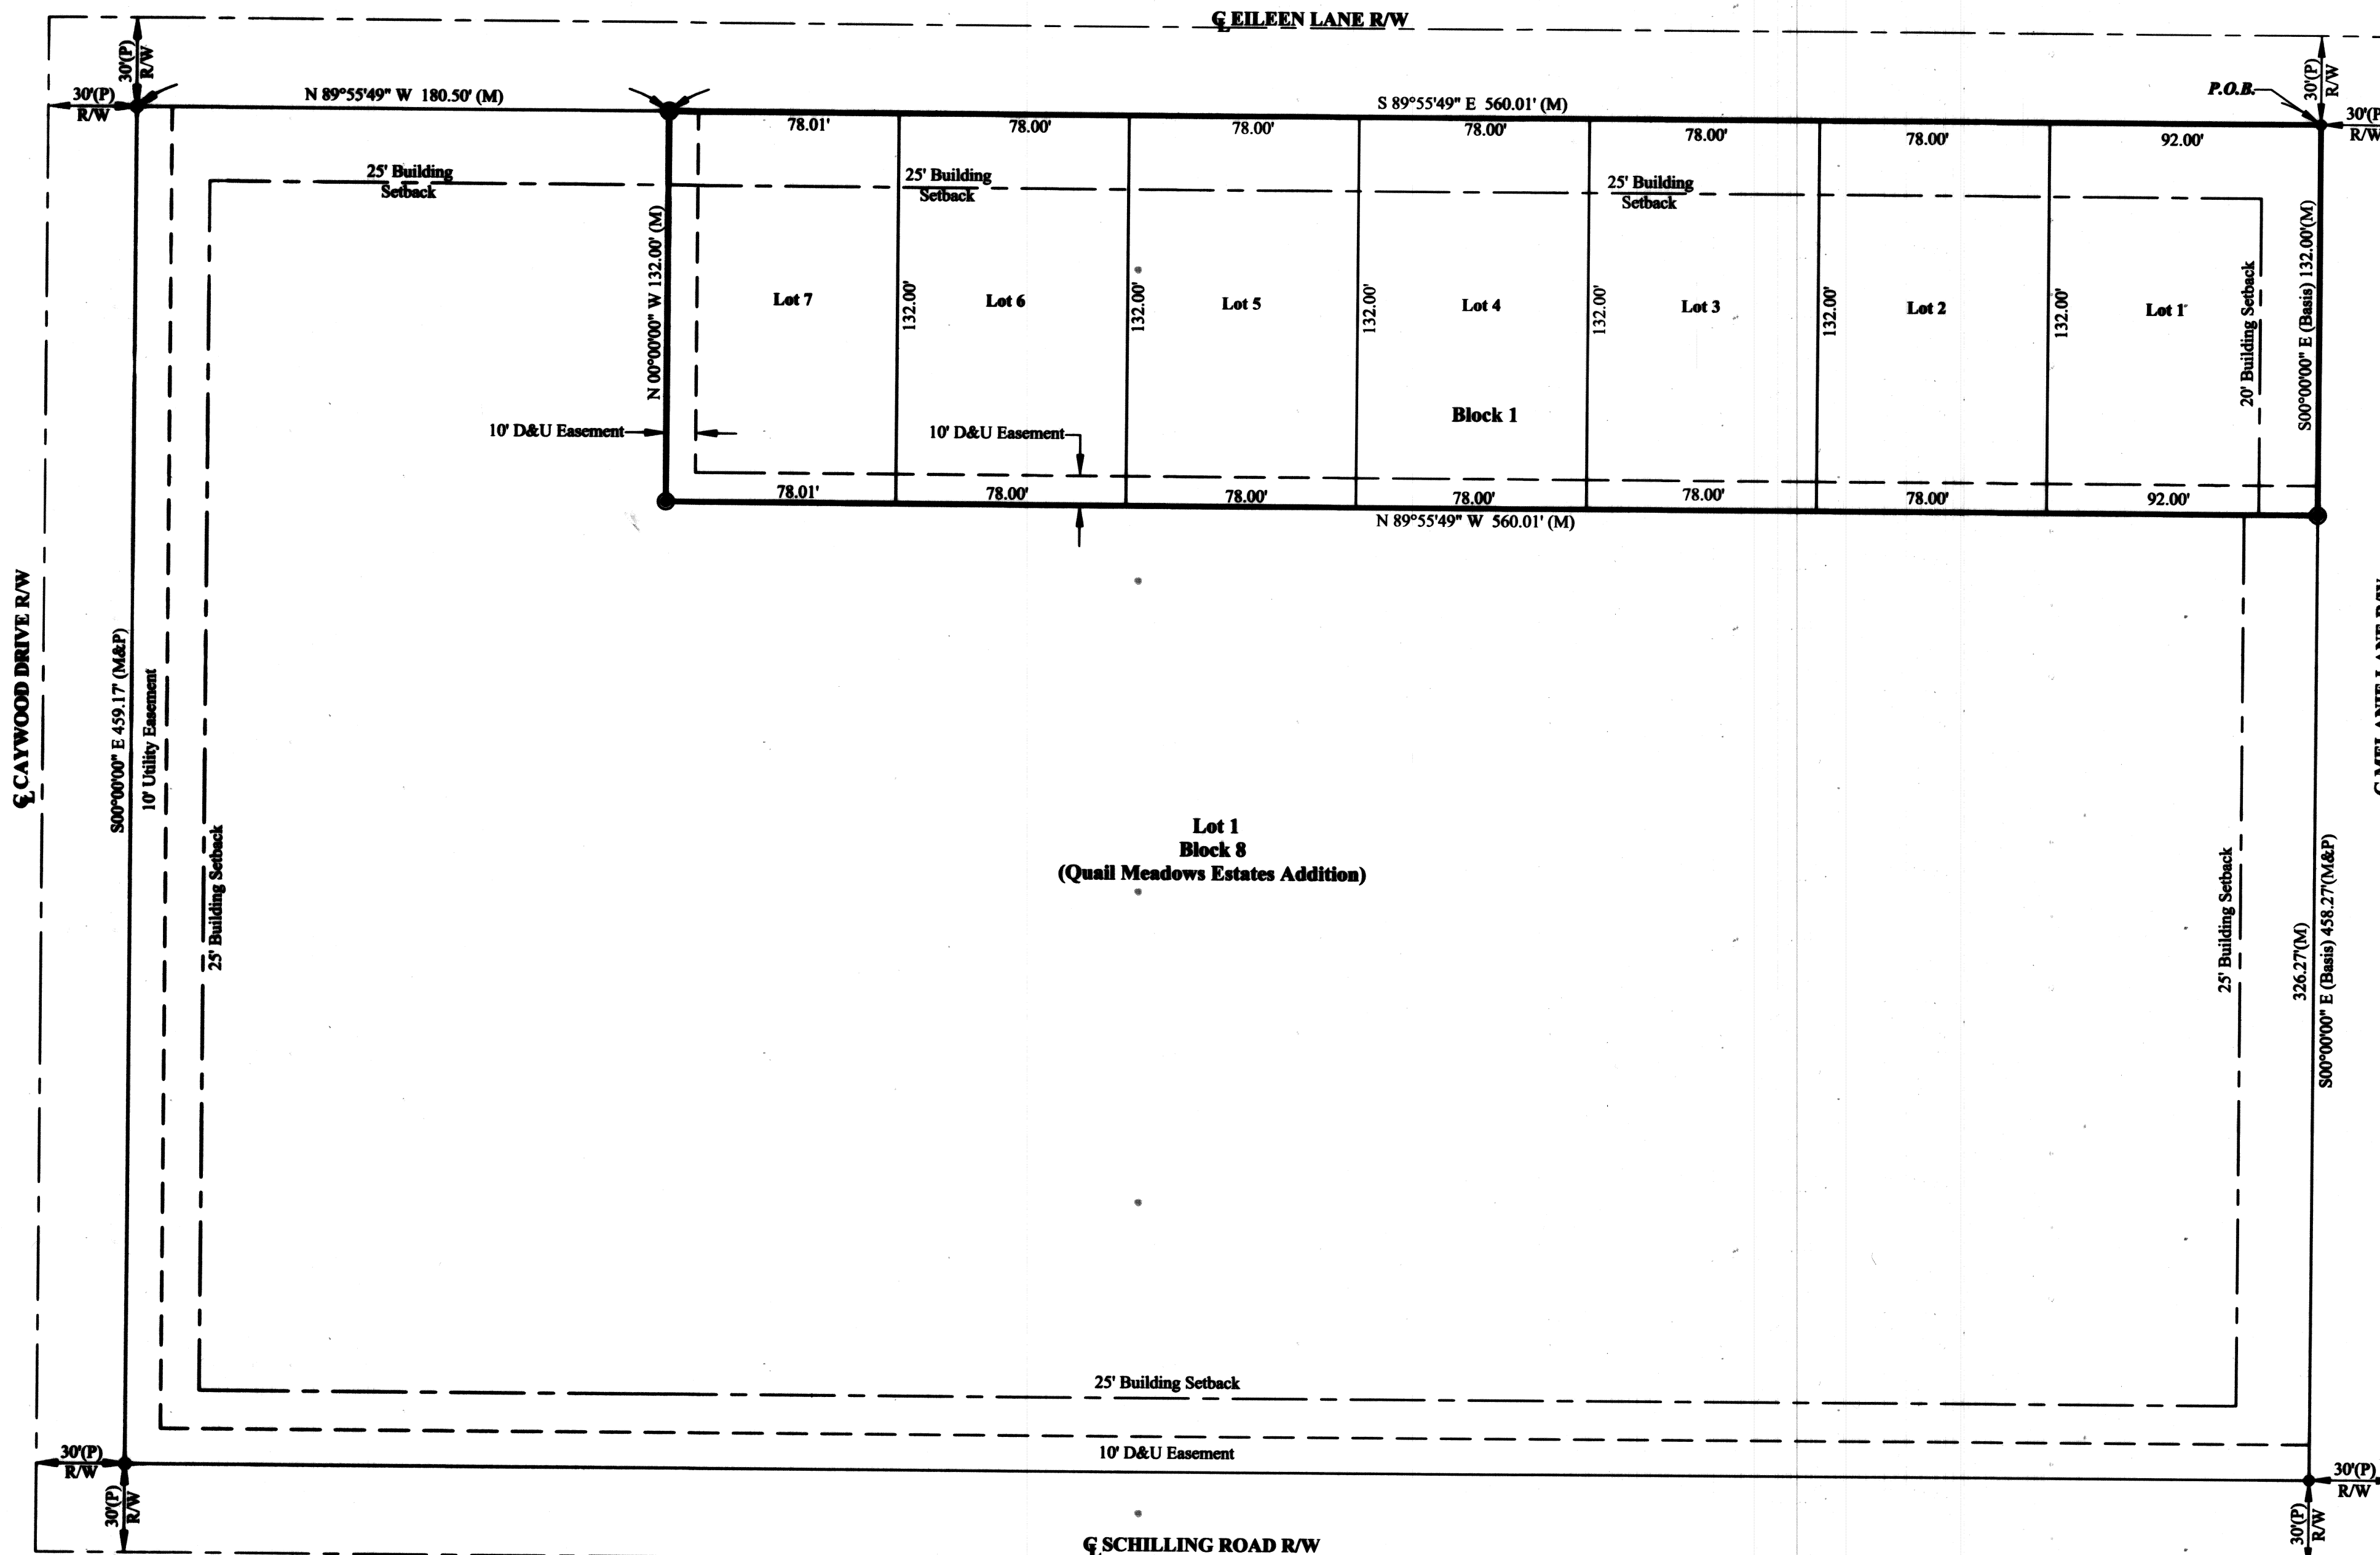 ℄ EILEEN LANE R/W
30'(P)
R/W
30'(P)
R/W
N 89°55'49" W 180.50' (M)
S 89°55'49" E 560.01' (M)
P.O.B.
30'(P)
R/W
R/W
78.01'
78.00'
78.00'
78.00'
78.00'
78.00'
92.00'
25' Building
Setback
25' Building
Setback
25' Building
Setback
N 00°00'00" W 132.00' (M)
Lot 7
132.00'
Lot 6
132.00'
Lot 5
132.00'
Lot 4
132.00'
Lot 3
132.00'
Lot 2
132.00'
Lot 1
20' Building Setback
S00°00'00" E (Basis) 132.00'(M)
Block 1
10' D&U Easement
10' D&U Easement
78.01'
78.00'
78.00'
78.00'
78.00'
78.00'
92.00'
N 89°55'49" W 560.01' (M)
℄ CAYWOOD DRIVE R/W
S00°00'00" E 459.17' (M&P)
10' Utility Easement
25' Building Setback
Lot 1
Block 8
(Quail Meadows Estates Addition)
25' Building Setback
326.27'(M)
S00°00'00" E (Basis) 458.27'(M&P)
25' Building Setback
10' D&U Easement
30'(P)
R/W
30'(P)
R/W
30'(P)
R/W
30'(P)
R/W
℄ SCHILLING ROAD R/W